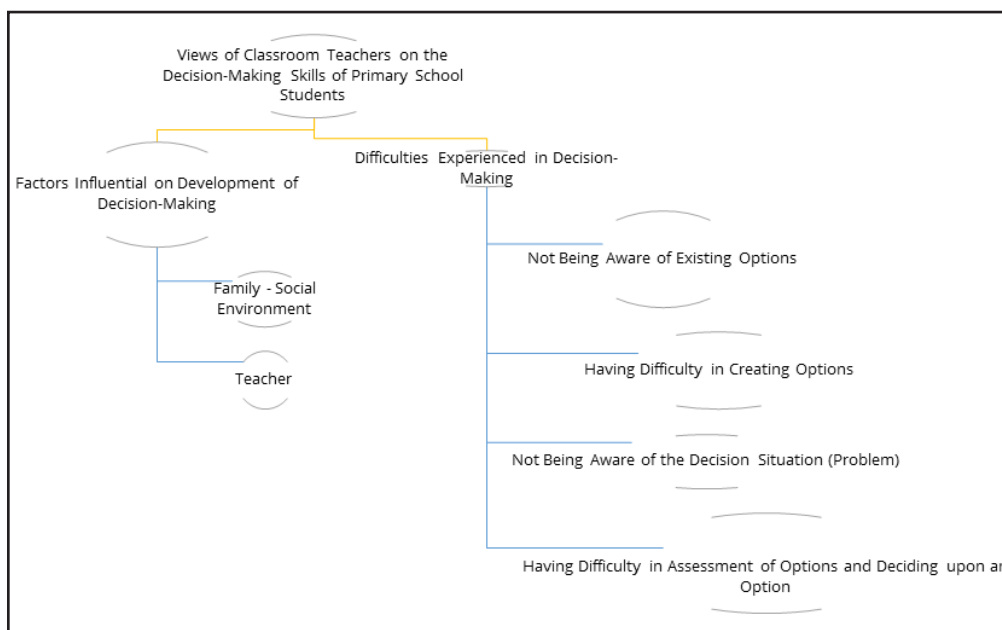 Views of Classroom Teachers on the
Decision-Making Skills of Primary School
Students
Factors Influential on Development of
Decision-Making
Family - Social
Environment
Teacher
Difficulties Experienced in Decision-
Making
Not Being Aware of Existing Options
Having Difficulty in Creating Options
Not Being Aware of the Decision Situation (Problem)
Having Difficulty in Assessment of Options and Deciding upon an
Option